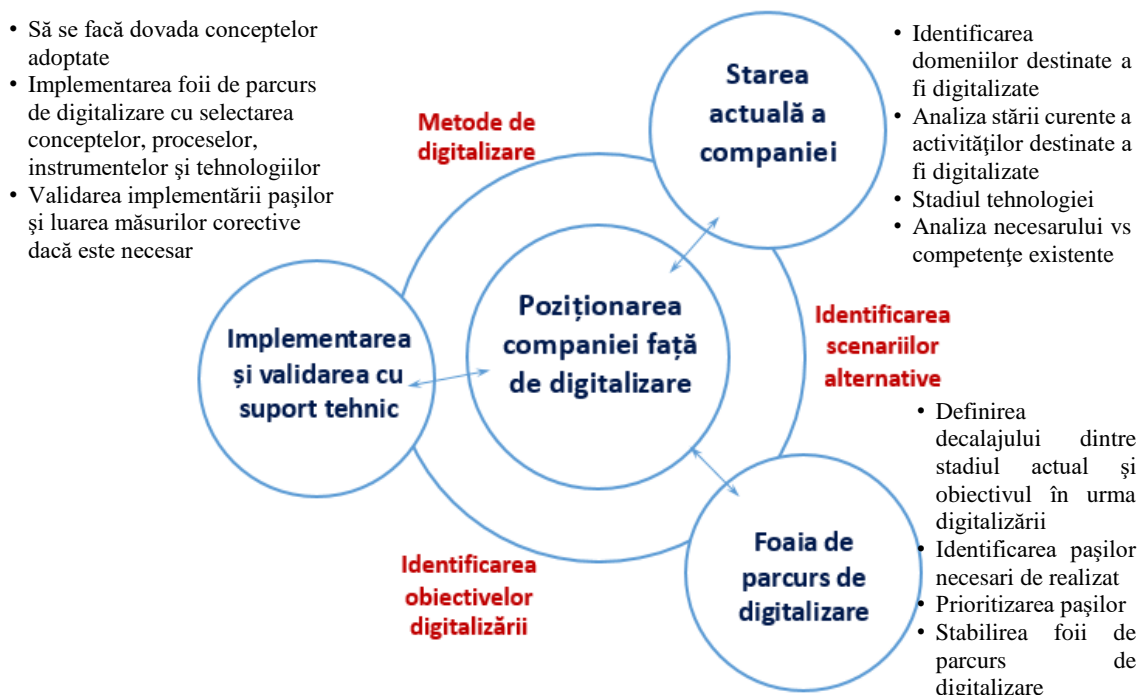 • Să se facă dovada conceptelor
adoptate
• Implementarea foii de parcurs
de digitalizare cu selectarea
conceptelor, proceselor,
instrumentelor şi tehnologiilor
• Validarea implementării paşilor
şi luarea măsurilor corective
dacă este necesar
Metode de
digitalizare
Starea
actuală a
companiei
• Identificarea
domeniilor destinate a
fi digitalizate
• Analiza stării curente a
activităţilor destinate a
fi digitalizate
• Stadiul tehnologiei
• Analiza necesarului vs
competenţe existente
Implementarea
și validarea cu
suport tehnic
Poziționarea
companiei față
de digitalizare
Identificarea
scenariilor
alternative
Identificarea
obiectivelor
digitalizării
Foaia de
parcurs de
digitalizare
• Definirea
decalajului dintre
stadiul actual şi
obiectivul în urma
digitalizării
• Identificarea paşilor
necesari de realizat
• Prioritizarea paşilor
• Stabilirea foii de
parcurs de
digitalizare